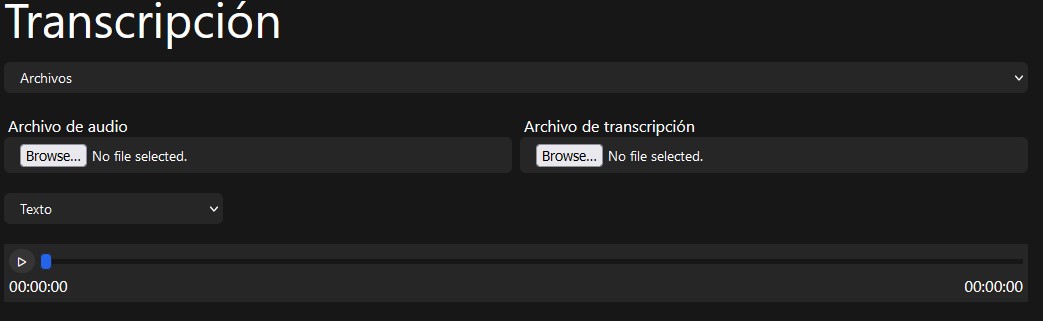 Transcripción
Archivos
Archivo de audio
Archivo de transcripción
Browse... No file selected.
Browse... No file selected.
Texto
00:00:00
00:00:00